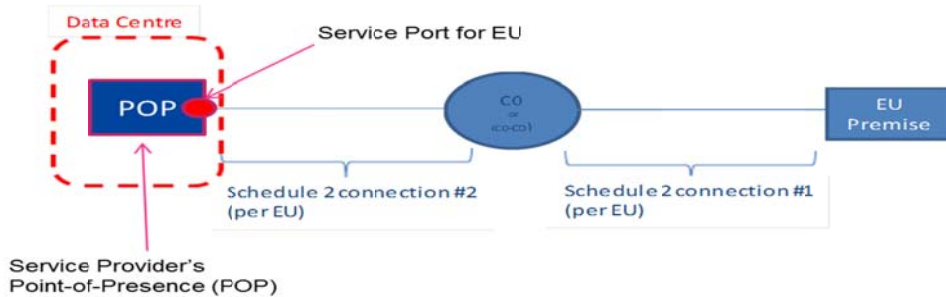 Data Centre
Service Port for EU
POP
CO
or
(CO-CO)
EU
Premise
Schedule 2 connection #2
(per EU)
Schedule 2 connection #1
(per EU)
Service Provider's
Point-of-Presence (POP)